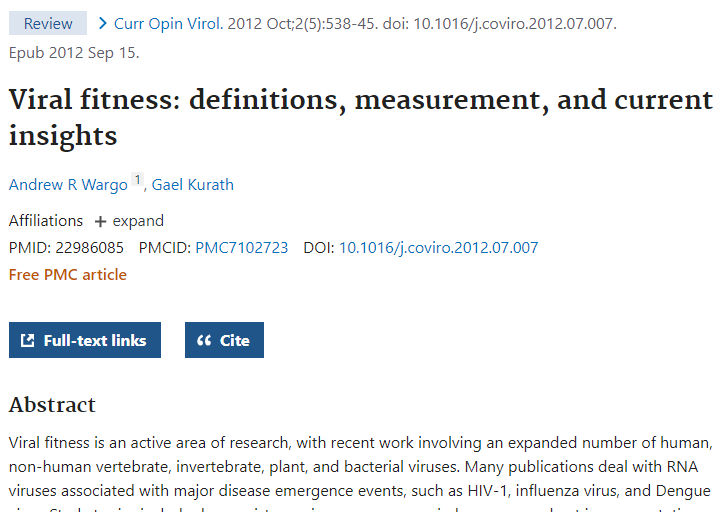 Review Curr Opin Virol. 2012 Oct;2(5):538-45. doi: 10.1016/j.coviro.2012.07.007.
Epub 2012 Sep 15.
Viral fitness: definitions, measurement, and current
insights
Andrew R Wargo 1, Gael Kurath
Affiliations + expand
PMID: 22986085 PMCID: PMC7102723 DOI: 10.1016/j.coviro.2012.07.007
Free PMC article
Full-text links Cite
Abstract
Viral fitness is an active area of research, with recent work involving an expanded number of human,
non-human vertebrate, invertebrate, plant, and bacterial viruses. Many publications deal with RNA
viruses associated with major disease emergence events, such as HIV-1, influenza virus, and Dengue